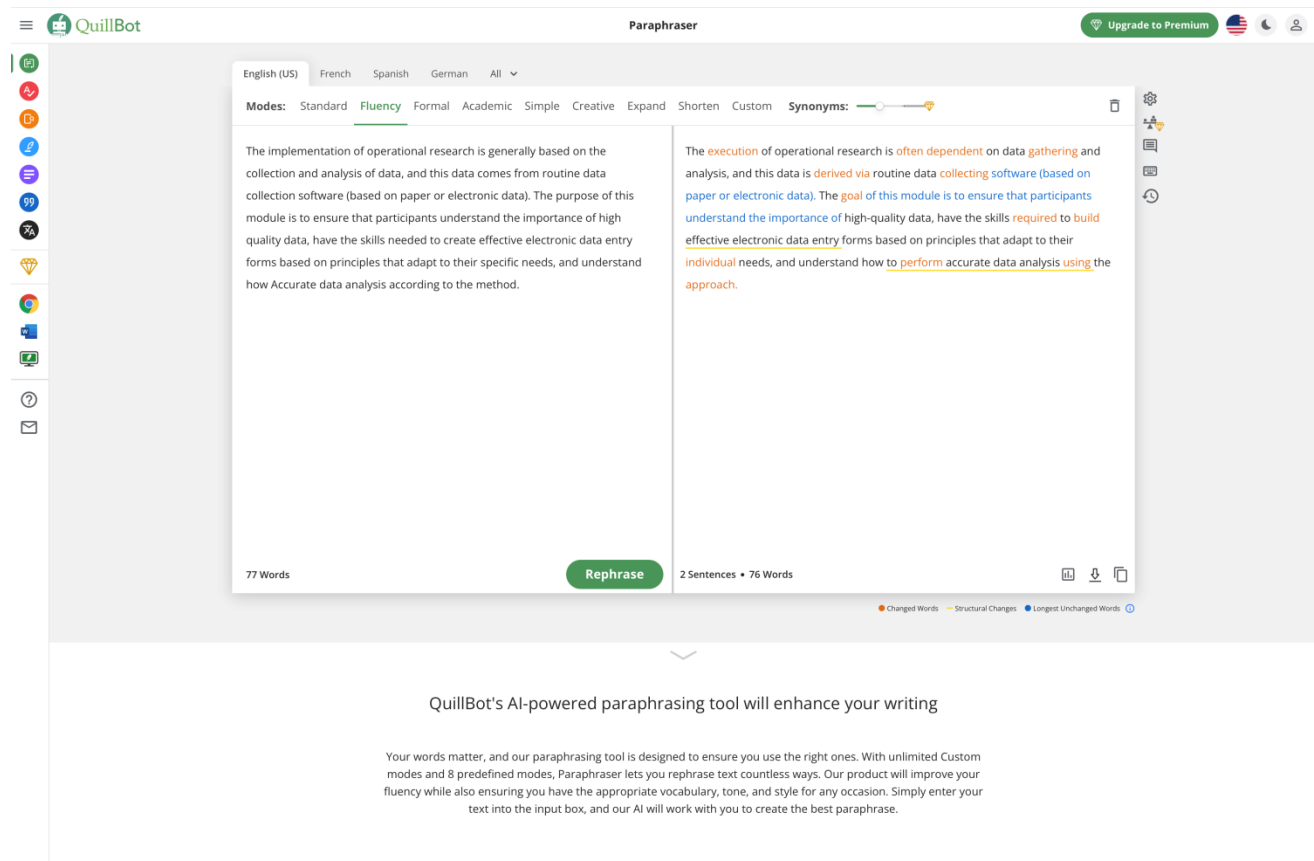 QuillBot
Paraphraser
Upgrade to Premium
English (US) French Spanish German All
Modes: Standard Fluency Formal Academic Simple Creative Expand Shorten Custom Synonyms:
The implementation of operational research is generally based on the
collection and analysis of data, and this data comes from routine data
collection software (based on paper or electronic data). The purpose of this
module is to ensure that participants understand the importance of high
quality data, have the skills needed to create effective electronic data entry
forms based on principles that adapt to their specific needs, and understand
how Accurate data analysis according to the method.
77 Words
Rephrase
The execution of operational research is often dependent on data gathering and
analysis, and this data is derived via routine data collecting software (based on
paper or electronic data). The goal of this module is to ensure that participants
understand the importance of high-quality data, have the skills required to build
effective electronic data entry forms based on principles that adapt to their
individual needs, and understand how to perform accurate data analysis using the
approach.
2 Sentences • 76 Words
Changed Words Structural Changes Longest Unchanged Words
QuillBot's AI-powered paraphrasing tool will enhance your writing
Your words matter, and our paraphrasing tool is designed to ensure you use the right ones. With unlimited Custom
modes and 8 predefined modes, Paraphraser lets you rephrase text countless ways. Our product will improve your
fluency while also ensuring you have the appropriate vocabulary, tone, and style for any occasion. Simply enter your
text into the input box, and our AI will work with you to create the best paraphrase.